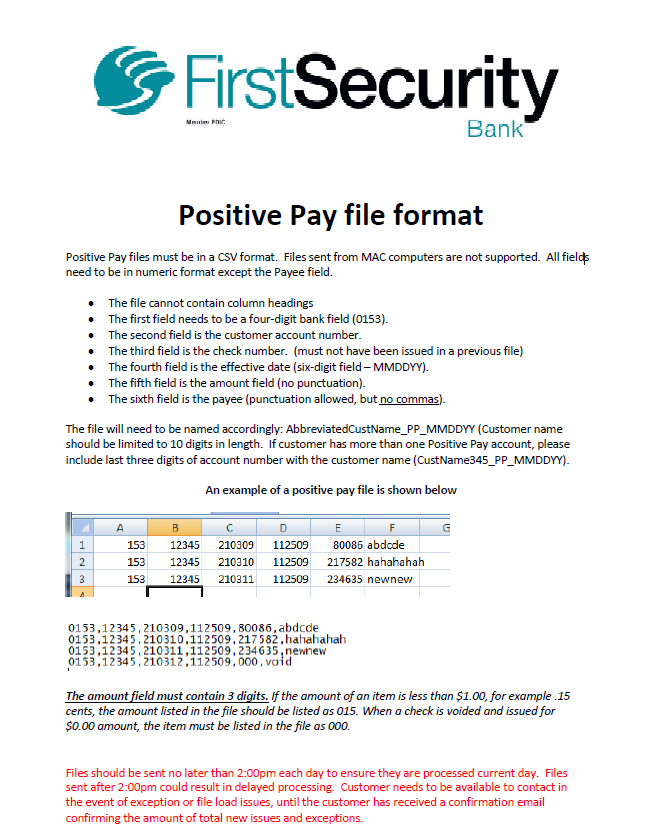 FirstSecurity
Member FDIC
Bank
Positive Pay file format
Positive Pay files must be in a CSV format.  Files sent from MAC computers are not supported.  All fields
need to be in numeric format except the Payee field.
• The file cannot contain column headings
• The first field needs to be a four-digit bank field (0153).
• The second field is the customer account number.
• The third field is the check number.  (must not have been issued in a previous file)
• The fourth field is the effective date (six-digit field – MMDDYY).
• The fifth field is the amount field (no punctuation).
• The sixth field is the payee (punctuation allowed, but no commas).
The file will need to be named accordingly: AbbreviatedCustName_PP_MMDDYY (Customer name
should be limited to 10 digits in length.  If customer has more than one Positive Pay account, please
include last three digits of account number with the customer name (CustName345_PP_MMDDYY).
An example of a positive pay file is shown below
A B C D E F G
1 153 12345 210309 112509 80086 abdcde
2 153 12345 210310 112509 217582 hahahahah
3 153 12345 210311 112509 234635 newnew
4
0153,12345,210309,112509,80086,abdcde
0153,12345,210310,112509,217582,hahahahah
0153,12345,210311,112509,234635,newnew
0153,12345,210312,112509,000,void
The amount field must contain 3 digits. If the amount of an item is less than $1.00, for example .15
cents, the amount listed in the file should be listed as 015. When a check is voided and issued for
$0.00 amount, the item must be listed in the file as 000.
Files should be sent no later than 2:00pm each day to ensure they are processed current day.  Files
sent after 2:00pm could result in delayed processing.  Customer needs to be available to contact in
the event of exception or file load issues, until the customer has received a confirmation email
confirming the amount of total new issues and exceptions.